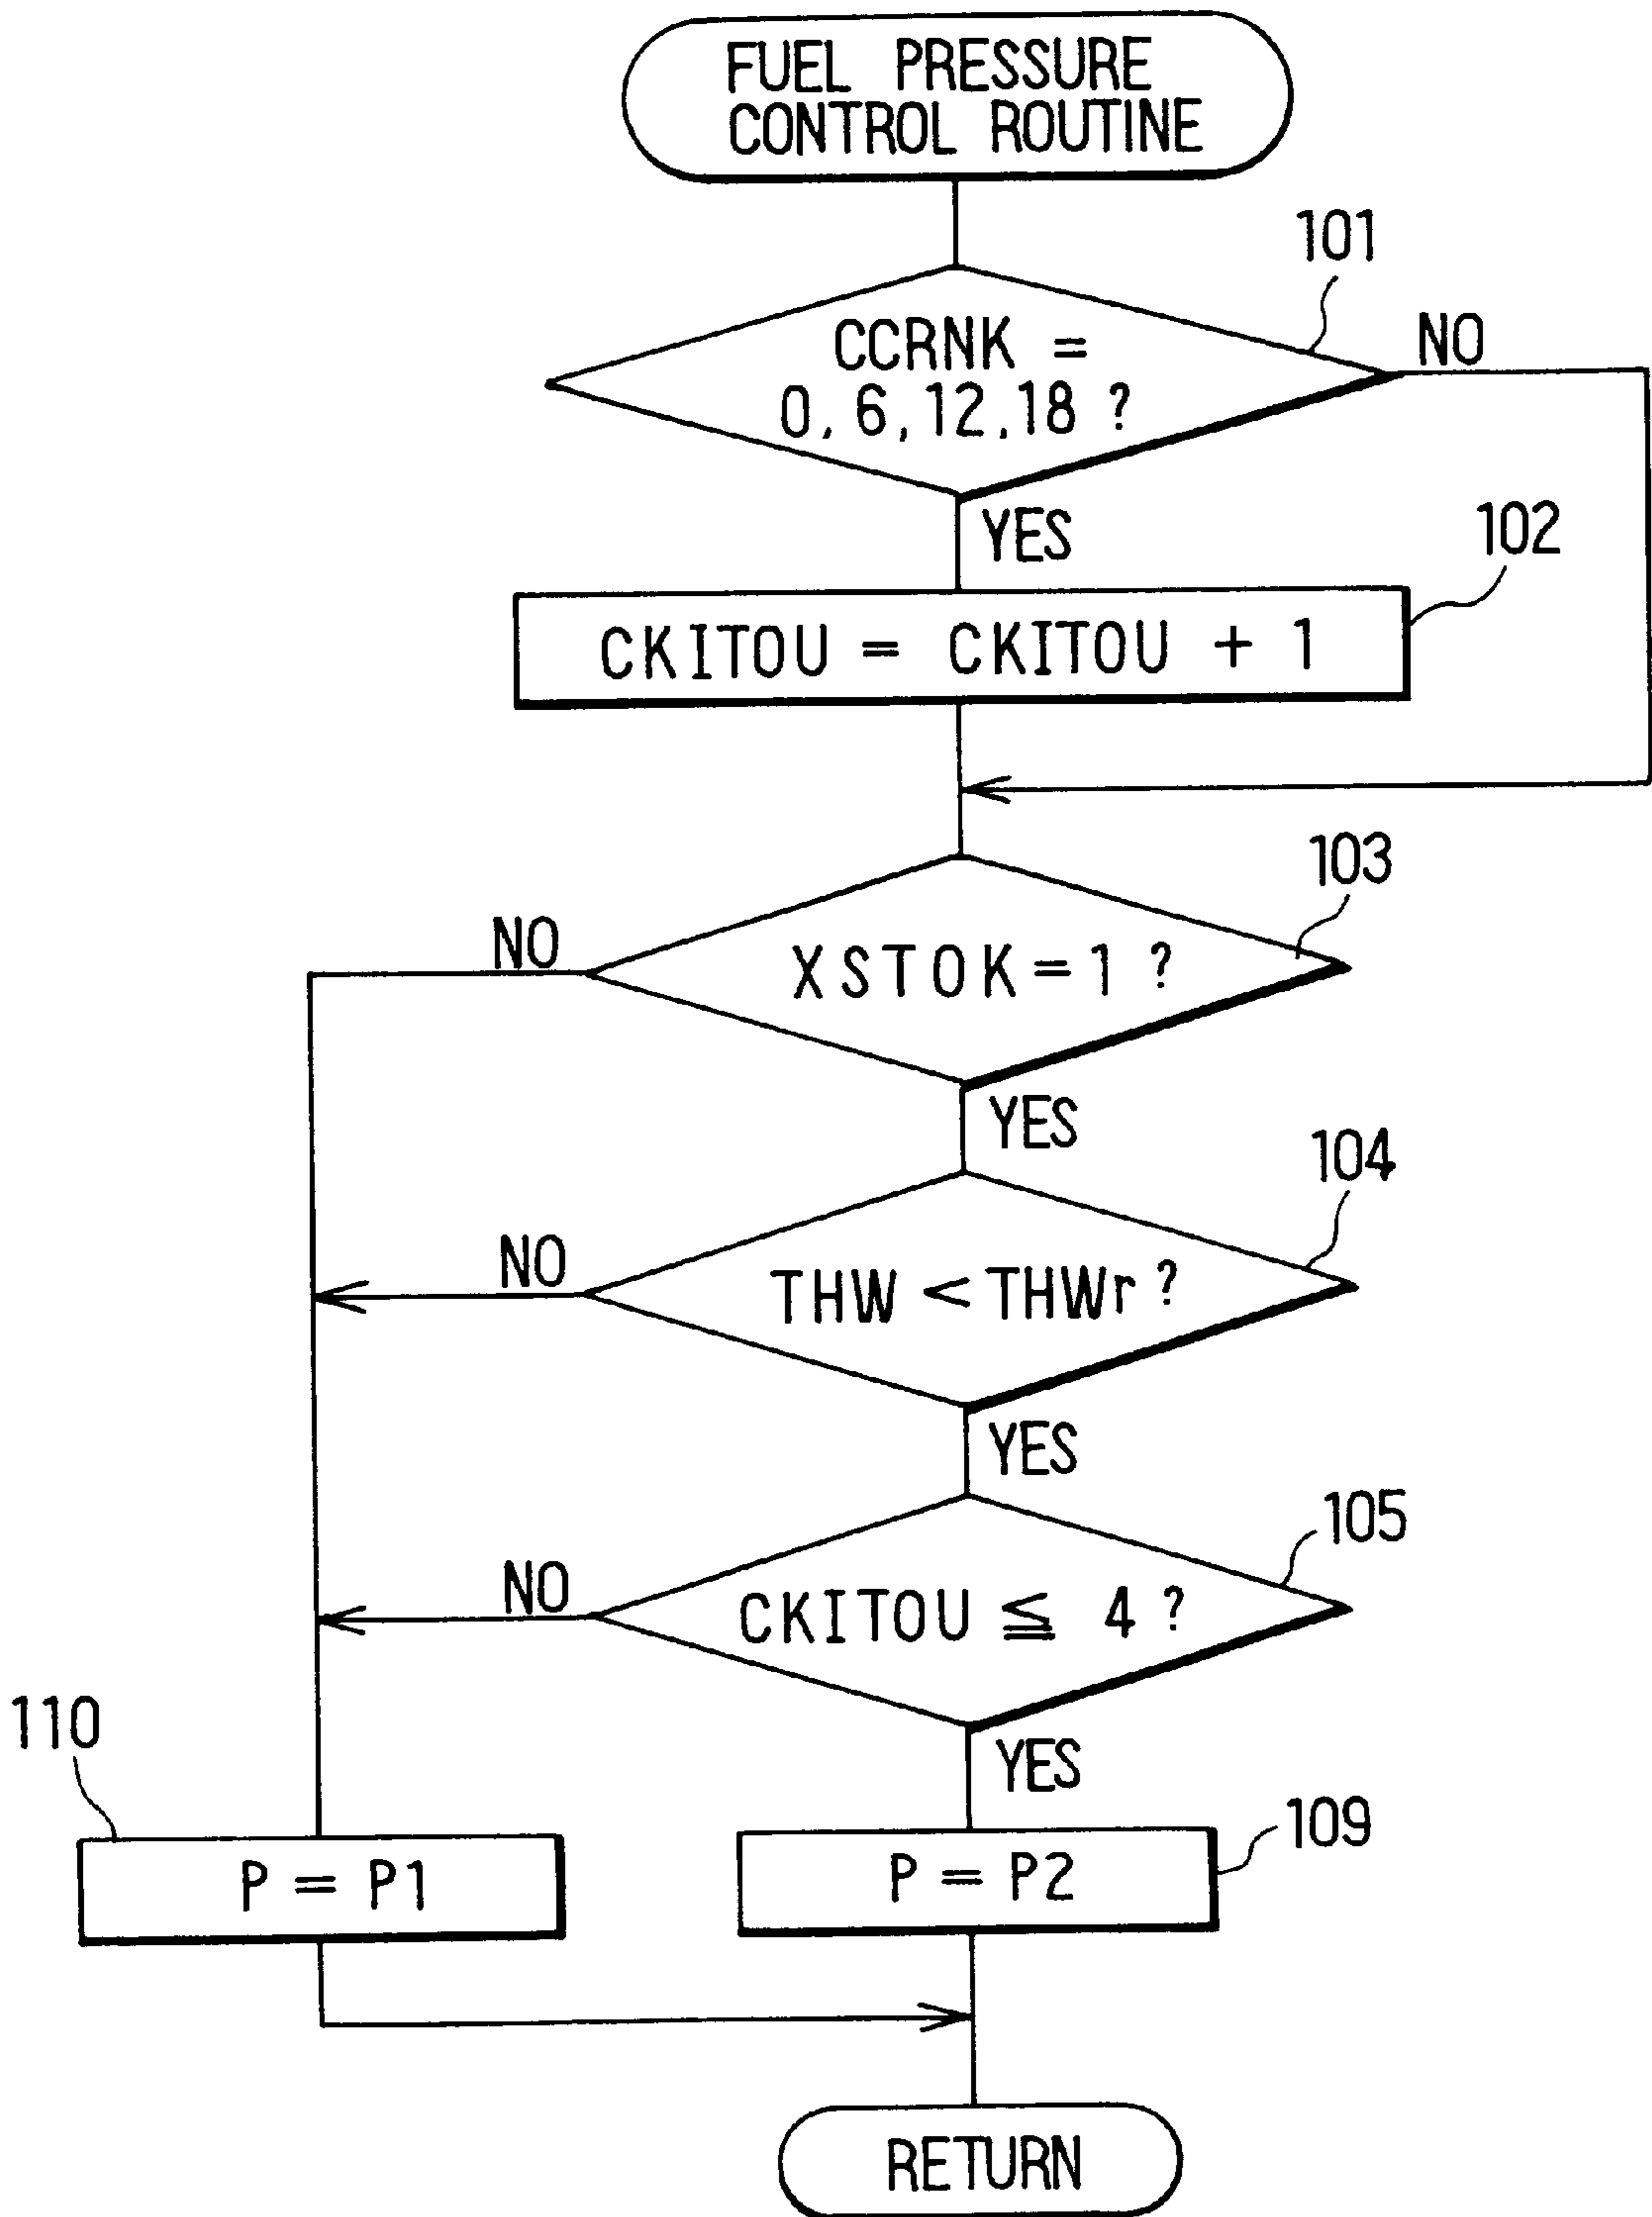 FUEL PRESSURE
CONTROL ROUTINE
101
CCRNK =
0, 6, 12, 18 ?
NO
YES
102
CKITOU = CKITOU + 1
103
NO
XSTOK = 1 ?
YES
104
NO
THW < THWr ?
YES
105
NO
CKITOU ≦ 4 ?
YES
110
109
P = P1
P = P2
RETURN